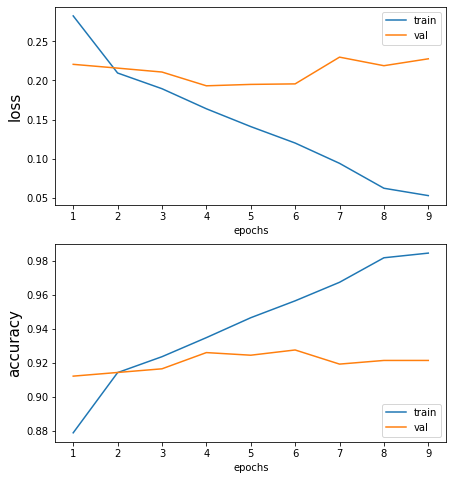 loss
0.25
0.20
0.15
0.10
0.05
train
val
1 2 3 4 5 6 7 8 9
epochs
accuracy
0.98
0.96
0.94
0.92
0.90
0.88
train
val
1 2 3 4 5 6 7 8 9
epochs